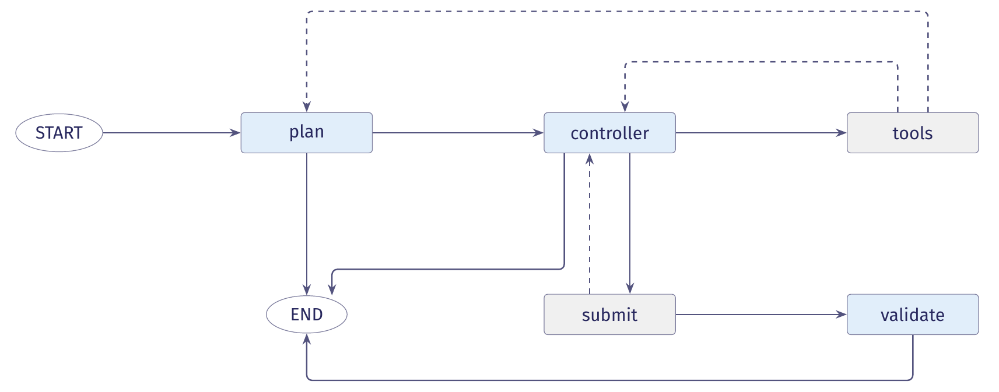 START
plan
controller
tools
END
submit
validate